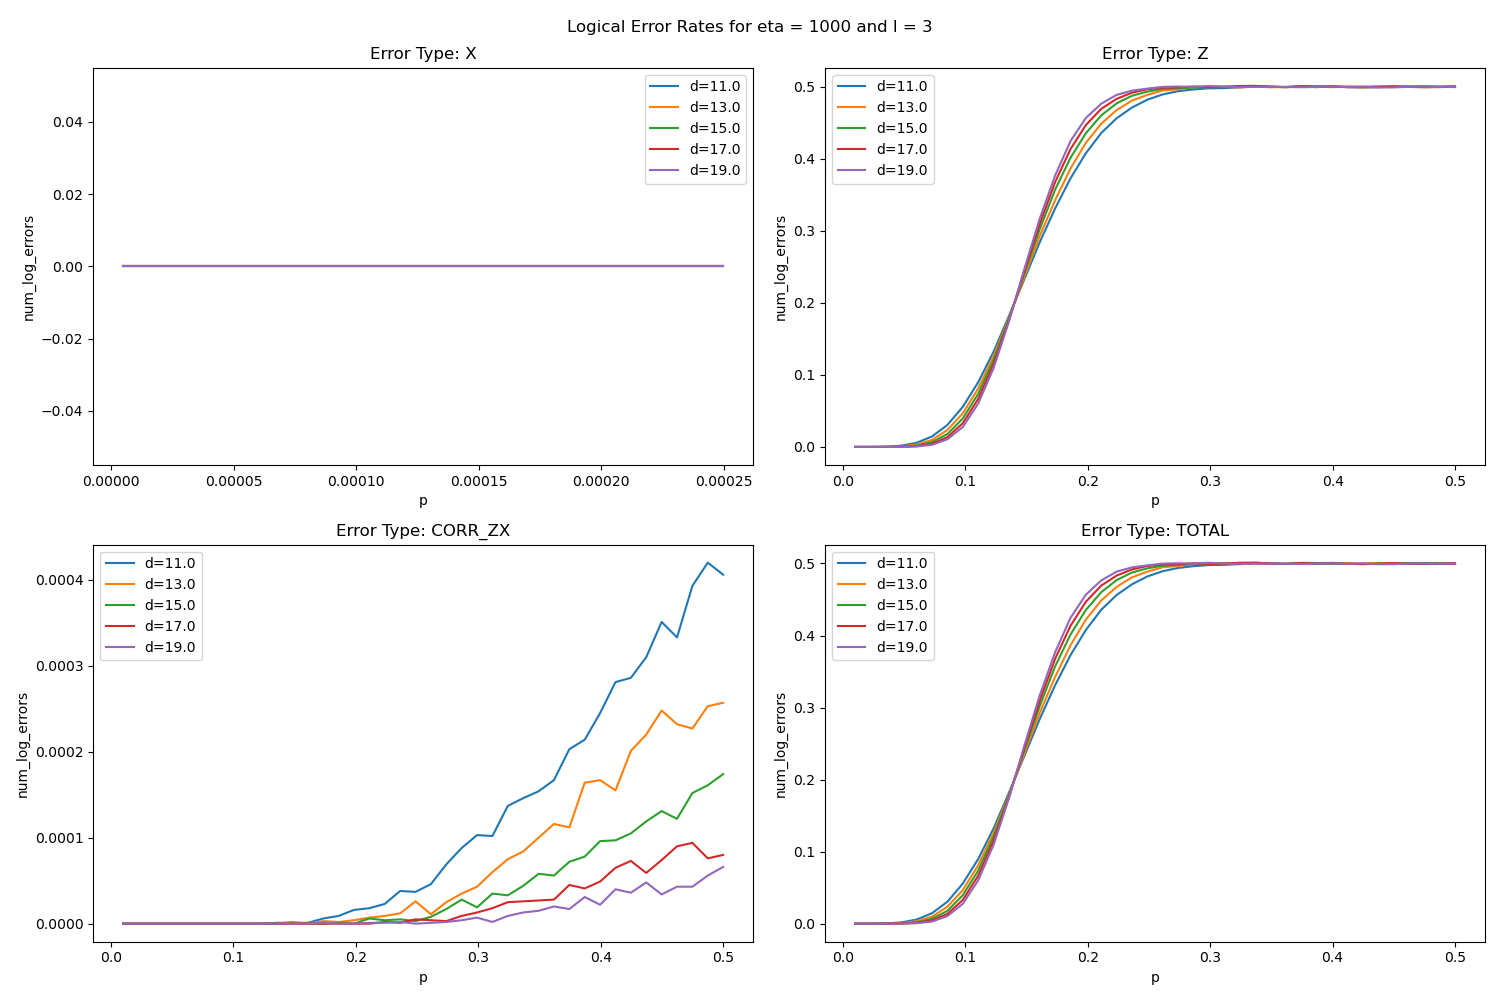 Logical Error Rates for eta = 1000 and l = 3
Error Type: X
num_log_errors
0.04
0.02
0.00
−0.02
−0.04
0.00000 0.00005 0.00010 0.00015 0.00020 0.00025
p
d=11.0
d=13.0
d=15.0
d=17.0
d=19.0
Error Type: Z
num_log_errors
0.5
0.4
0.3
0.2
0.1
0.0
0.0 0.1 0.2 0.3 0.4 0.5
p
d=11.0
d=13.0
d=15.0
d=17.0
d=19.0
Error Type: CORR_ZX
num_log_errors
0.0004
0.0003
0.0002
0.0001
0.0000
0.0 0.1 0.2 0.3 0.4 0.5
p
d=11.0
d=13.0
d=15.0
d=17.0
d=19.0
Error Type: TOTAL
num_log_errors
0.5
0.4
0.3
0.2
0.1
0.0
0.0 0.1 0.2 0.3 0.4 0.5
p
d=11.0
d=13.0
d=15.0
d=17.0
d=19.0